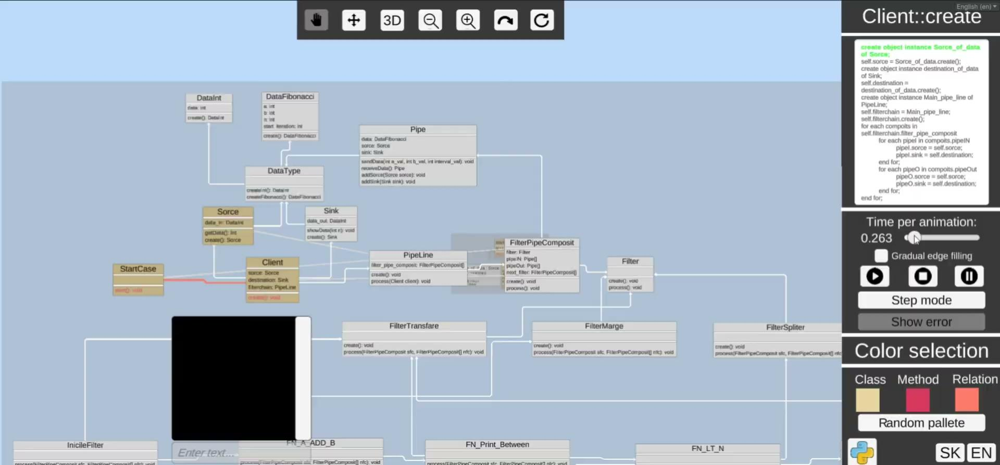 English (en)
3D
Client::create
create object instance Sorce_of_data
of Sorce;
self.sorce = Sorce_of_data.create();
create object instance destination_of_data
of Sink;
self.destination =
destination_of_data.create();
create object instance Main_pipe_line of
PipeLine;
self.filterchain = Main_pipe_line;
self.filterchain.create();
for each compoits in
self.filterchain.filter_pipe_composit
for each pipeI in compoits.pipeIN
pipeI.sorce = self.sorce;
pipeI.sink = self.destination;
end for;
for each pipeO in compoits.pipeOut
pipeO.sorce = self.sorce;
pipeO.sink = self.destination;
end for;
end for;
DataInt
data: int
create(): DataInt
DataFibonacci
a: int
b: int
n: int
start_iteration: int
create(): DataFibonacci
Pipe
data: DataFibonacci
sorce: Sorce
sink: Sink
sendData(int a_val, int b_val, int interval_val): void
receiveData(): Pipe
addSorce(Sorce sorce): void
addSink(Sink sink): void
DataType
createInt(): DataInt
createFibonacci(): DataFibonacci
Sorce
data_in: DataInt
getData(): int
create(): Sorce
Sink
data_out: DataInt
showData(int n): void
create(): Sink
StartCase
start(): void
Client
sorce: Sorce
destination: Sink
filterchain: PipeLine
create(): void
PipeLine
filter_pipe_composit: FilterPipeComposit[]
create(): void
process(Client client): void
FilterPipeComposit
filter: Filter
pipeIN: Pipe[]
pipeOut: Pipe[]
next_filter: FilterPipeComposit[]
create(): void
process(): void
Filter
create(): void
process(): void
FilterTransfare
create(): void
process(FilterPipeComposit sfc, FilterPipeComposit[] nfc): void
FilterMarge
create(): void
process(FilterPipeComposit sfc, FilterPipeComposit[] nfc): void
FilterSpliter
create(): void
process(FilterPipeComposit sfc, FilterPipeComposit[] nfc
InicileFilter
process(FilterPipeComposit sfc, FilterPipeComposit[] nfc): void
Enter text...
FN_A_ADD_B
process(FilterPipeComposit sfc, FilterPipeComposit[] nfc): void
FN_Print_Between
process(FilterPipeComposit sfc, FilterPipeComposit[] nfc): void
FN_LT_N
Time per animation:
0.263
Gradual edge filling
Step mode
Show error
Color selection
Class Method Relation
Random pallete
SK EN